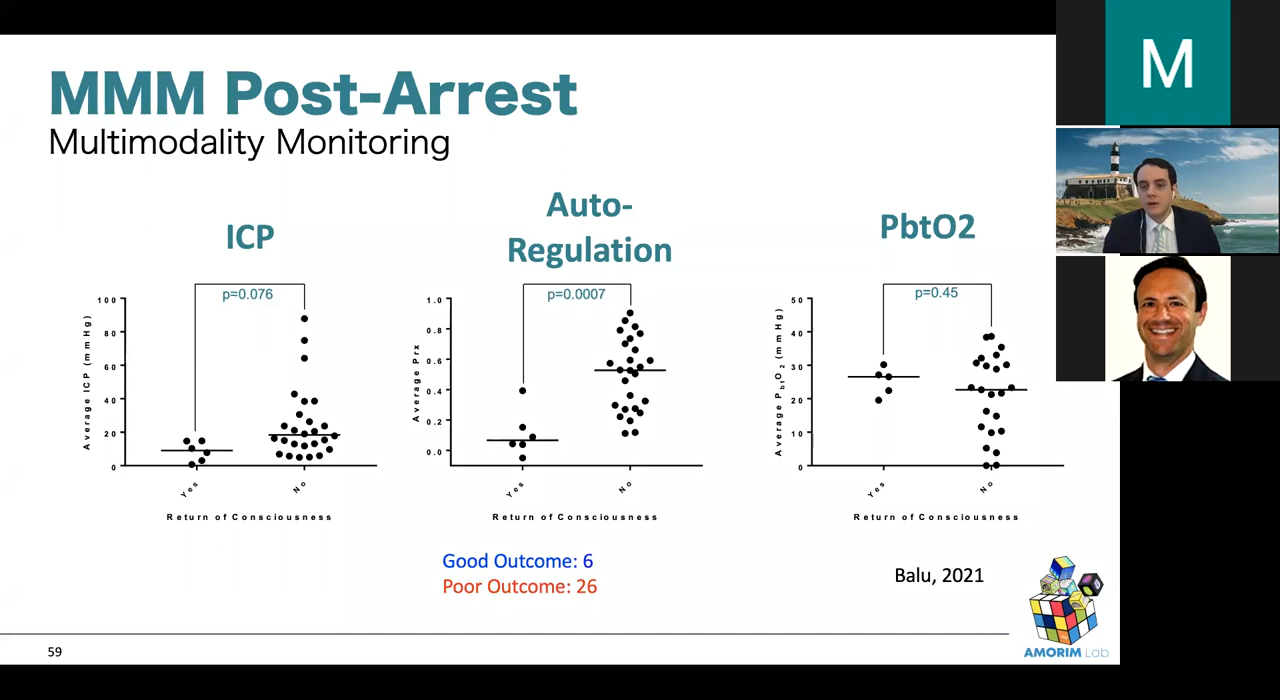 MMM Post-Arrest
Multimodality Monitoring
M
ICP
Auto-
Regulation
PbtO2
p=0.076
p=0.0007
p=0.45
Average ICP (mmHg)
100
80
60
40
20
0
Yes
No
Return of Consciousness
Average Prx
1.0
0.8
0.6
0.4
0.2
0.0
Yes
No
Return of Consciousness
Average PbtO2 (mmHg)
50
40
30
20
10
0
Yes
No
Return of Consciousness
Good Outcome: 6
Poor Outcome: 26
Balu, 2021
AMORIM Lab
59